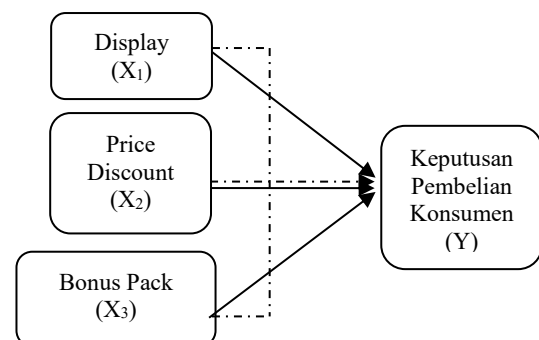 Display
(X₁)
Price
Discount
(X₂)
Bonus Pack
(X₃)
Keputusan
Pembelian
Konsumen
(Y)